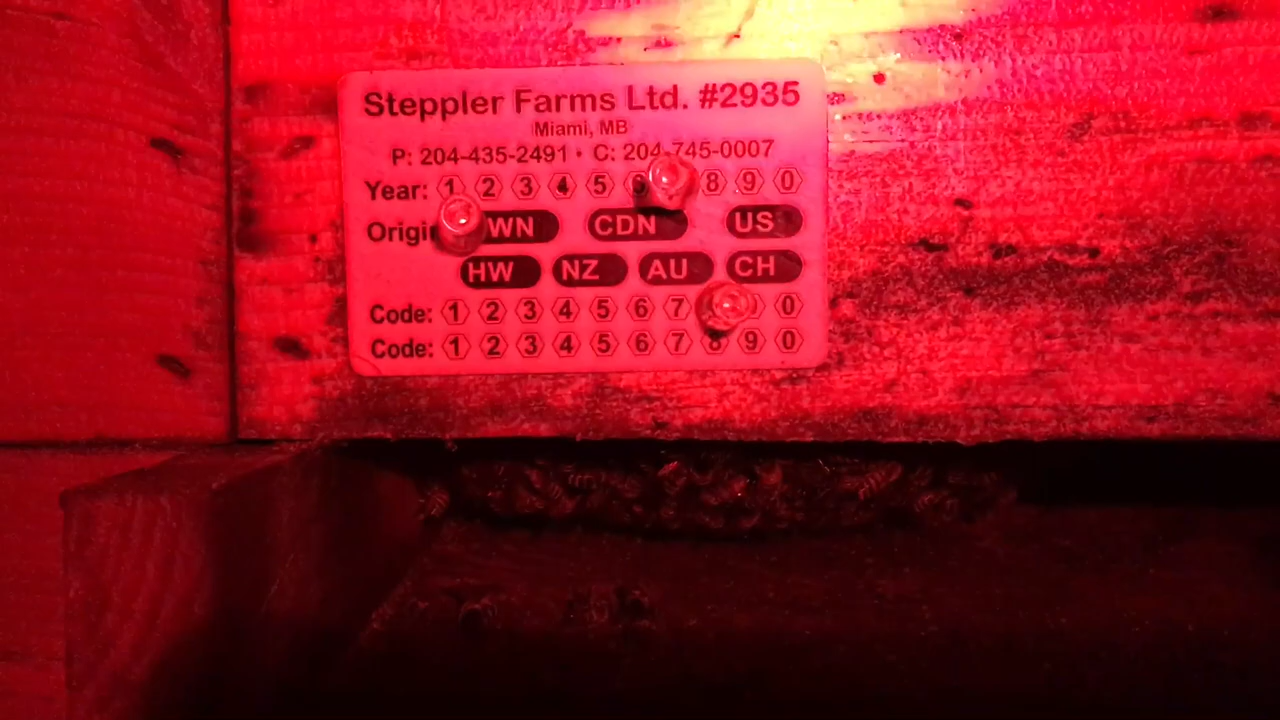 Steppler Farms Ltd. #2935
Miami, MB
P: 204-435-2491 • C: 204-745-0007
Year: 1 2 3 4 5 8 9 0
WN CDN US
HW NZ AU CH
Code: 1 2 3 4 5 6 7 0
Code: 1 2 3 4 5 6 7 8 9 0